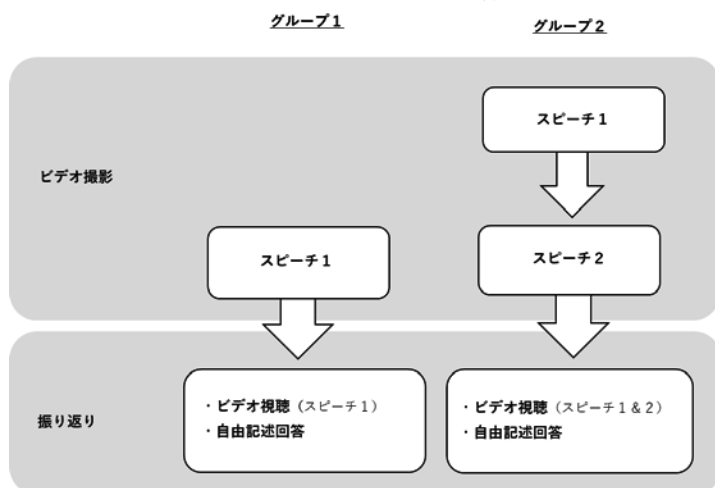 グループ１
グループ２
スピーチ１
ビデオ撮影
スピーチ１
スピーチ２
・ビデオ視聴（スピーチ１）
・自由記述回答
・ビデオ視聴（スピーチ１＆２）
・自由記述回答
振り返り